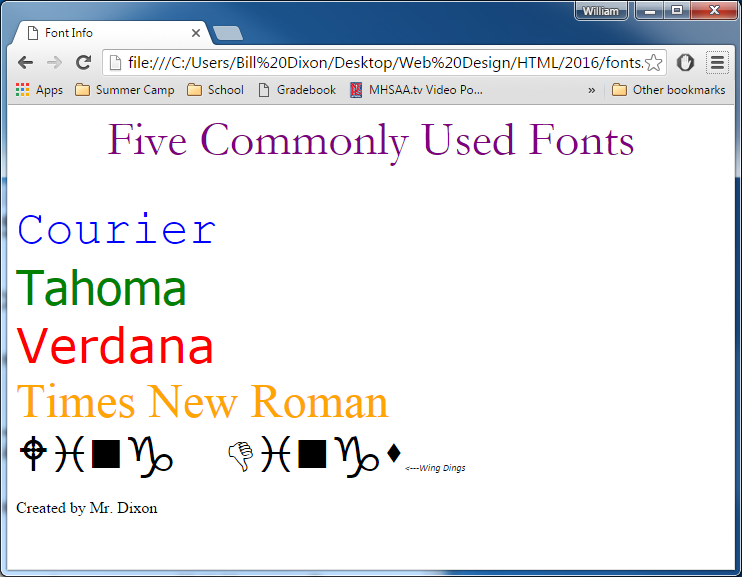 William
Font Info
file:///C:/Users/Bill%20Dixon/Desktop/Web%20Design/HTML/2016/fonts.
Apps Summer Camp School Gradebook MHSAA.tv Video Po... » Other bookmarks
Five Commonly Used Fonts
Courier
Tahoma
Verdana
Times New Roman
🕈♓■♑ 👎♓■♑⬧ <---Wing Dings
Created by Mr. Dixon